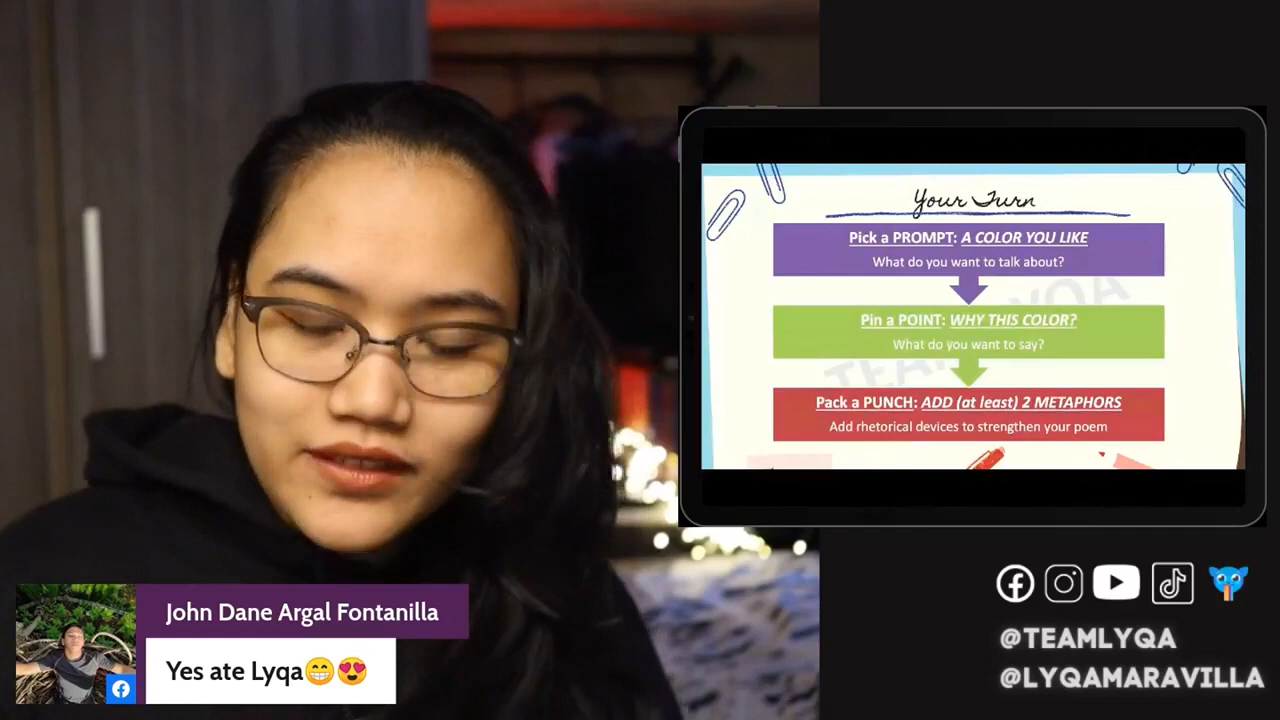 Your Turn
Pick a PROMPT: A COLOR YOU LIKE
What do you want to talk about?
Pin a POINT: WHY THIS COLOR?
What do you want to say?
Pack a PUNCH: ADD (at least) 2 METAPHORS
Add rhetorical devices to strengthen your poem
TEAM LYQA
John Dane Argal Fontanilla
Yes ate Lyqa😁😍
@TEAMLYQA
@LYQAMARAVILLA